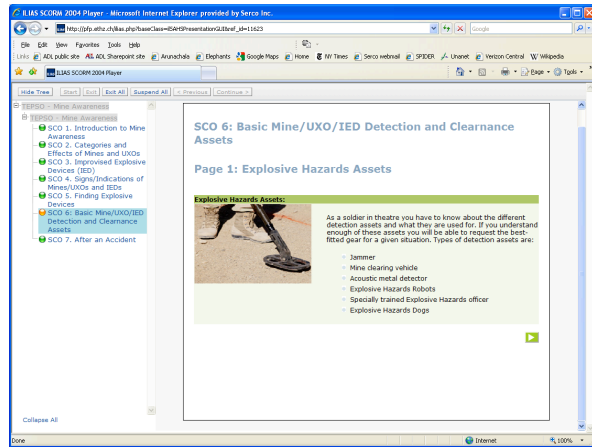 ILIAS SCORM 2004 Player - Microsoft Internet Explorer provided by Serco Inc.
http://pfp.ethz.ch/ilias.php?baseClass=ilSAHSPresentationGUI&ref_id=11623
Google
File Edit View Favorites Tools Help
Links ADL public site ADL Sharepoint site Arunachala Elephants Google Maps Home NY Times Serco webmail SPIDER Unanet Verizon Central Wikipedia
ILIAS SCORM 2004 Player
Page Tools
Hide Tree Start Exit Exit All Suspend All < Previous Continue >
TEPSO - Mine Awareness
TEPSO - Mine Awareness
SCO 1. Introduction to Mine
Awareness
SCO 2. Categories and
Effects of Mines and UXOs
SCO 3. Improvised Explosive
Devices (IED)
SCO 4. Signs/Indications of
Mines/UXOs and IEDs
SCO 5. Finding Explosive
Devices
SCO 6: Basic Mine/UXO/IED
Detection and Clearnance
Assets
SCO 7. After an Accident
Collapse All
SCO 6: Basic Mine/UXO/IED Detection and Clearnance
Assets
Page 1: Explosive Hazards Assets
Explosive Hazards Assets:
As a soldier in theatre you have to know about the different
detection assets and what they are used for. If you understand
enough of these assets you will be able to request the best-
fitted gear for a given situation. Types of detection assets are:
Jammer
Mine clearing vehicle
Acoustic metal detector
Explosive Hazards Robots
Specially trained Explosive Hazards officer
Explosive Hazards Dogs
Done
Internet
100%